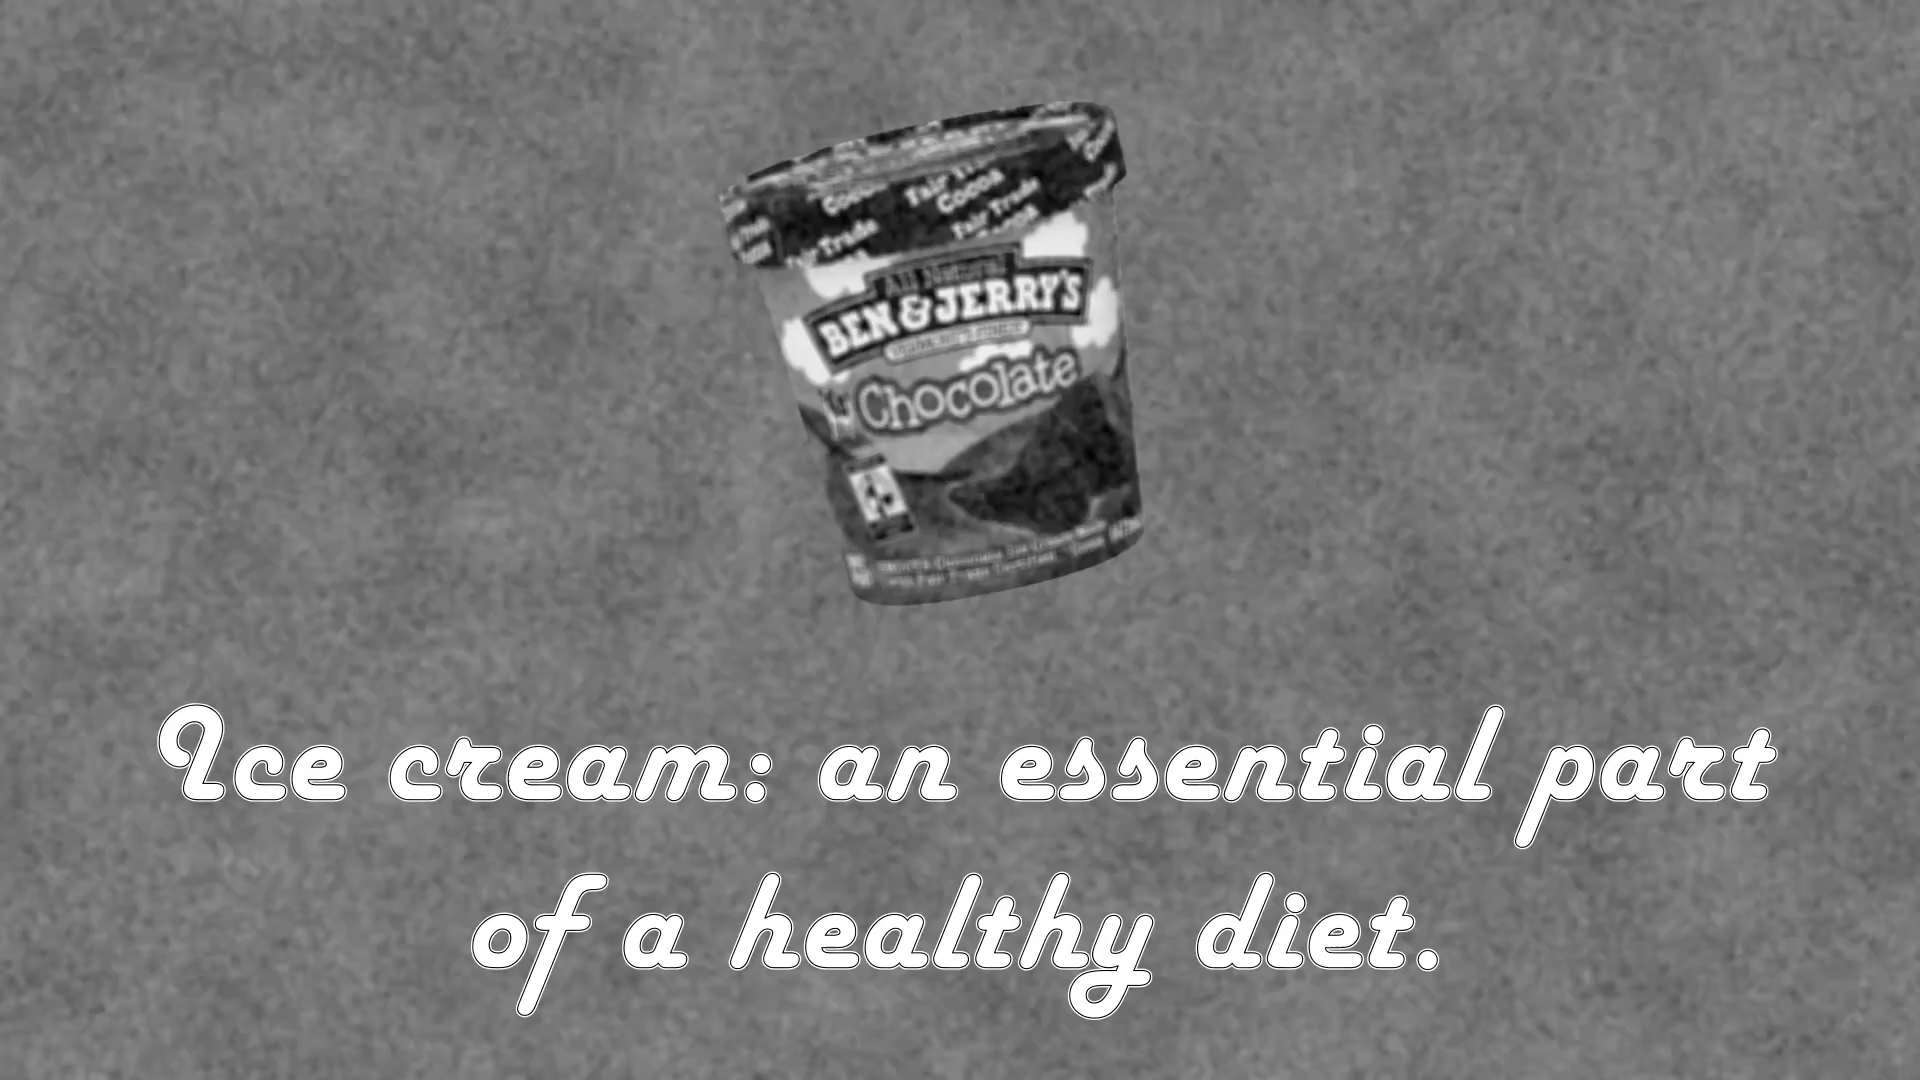 Fair Trade
Cocoa
Fair Trade
Fair Trade
Cocoa
All Natural
BEN & JERRY'S
Chocolate
Ice cream: an essential part
of a healthy diet.